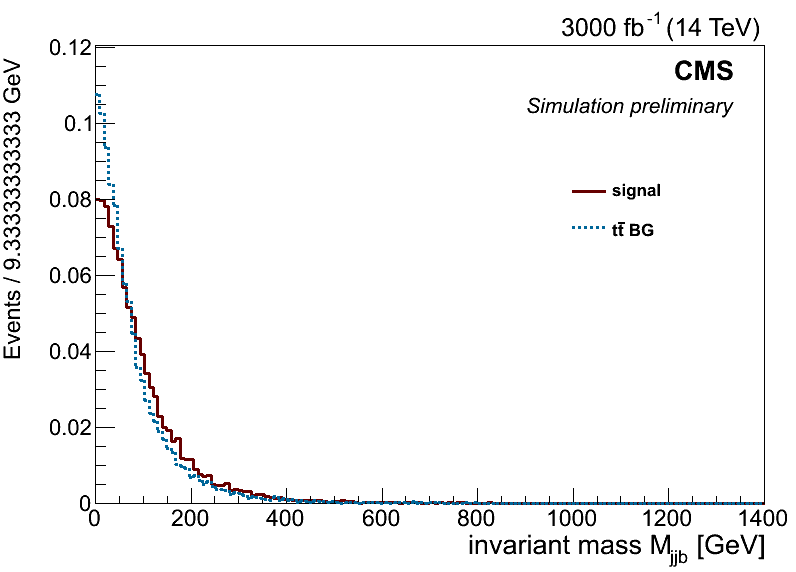 3000 fb⁻¹ (14 TeV)
CMS
Simulation preliminary
signal
tt̄ BG
Events / 9.33333333333 GeV
0.12
0.1
0.08
0.06
0.04
0.02
0
0 200 400 600 800 1000 1200 1400
invariant mass M_jjb [GeV]